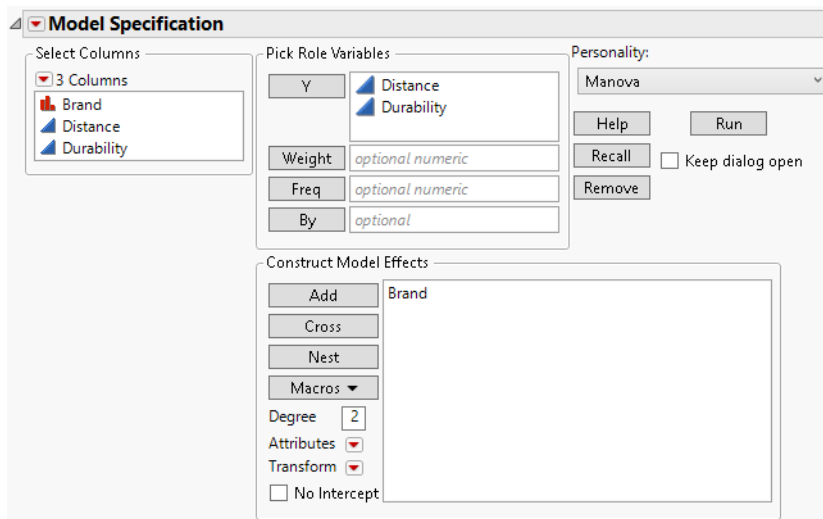 Model Specification
Select Columns
3 Columns
Brand
Distance
Durability
Pick Role Variables
Y
Distance
Durability
Weight
optional numeric
Freq
optional numeric
By
optional
Personality:
Manova
Help
Run
Recall
Keep dialog open
Remove
Construct Model Effects
Add
Brand
Cross
Nest
Macros
Degree
2
Attributes
Transform
No Intercept